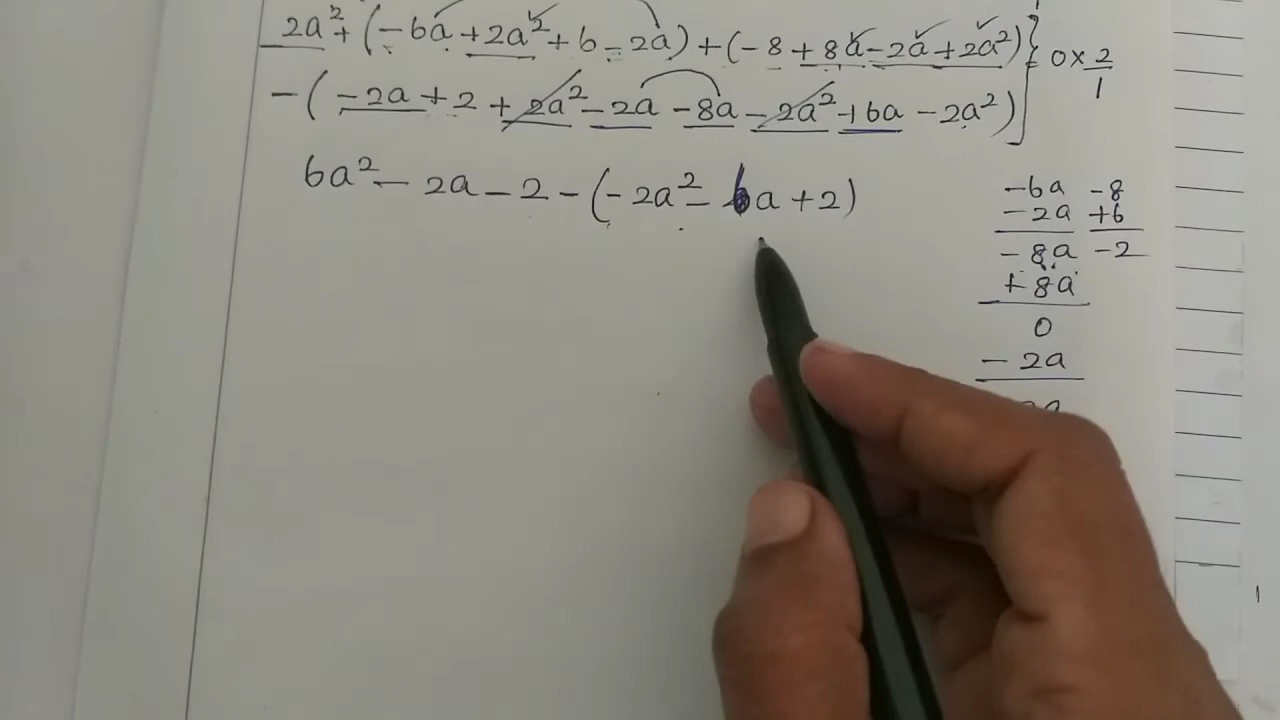 2a² + (-6a + 2a² + 6 - 2a) + (-8 + 8a - 2a + 2a²) } = 0 × 2/1
- (-2a + 2 + 2a² - 2a - 8a - 2a² + 6a - 2a²) ]
6a² - 2a - 2 - (-2a² - 6a + 2)
-6a -8
-2a +6
-8a -2
+8a
0
-2a